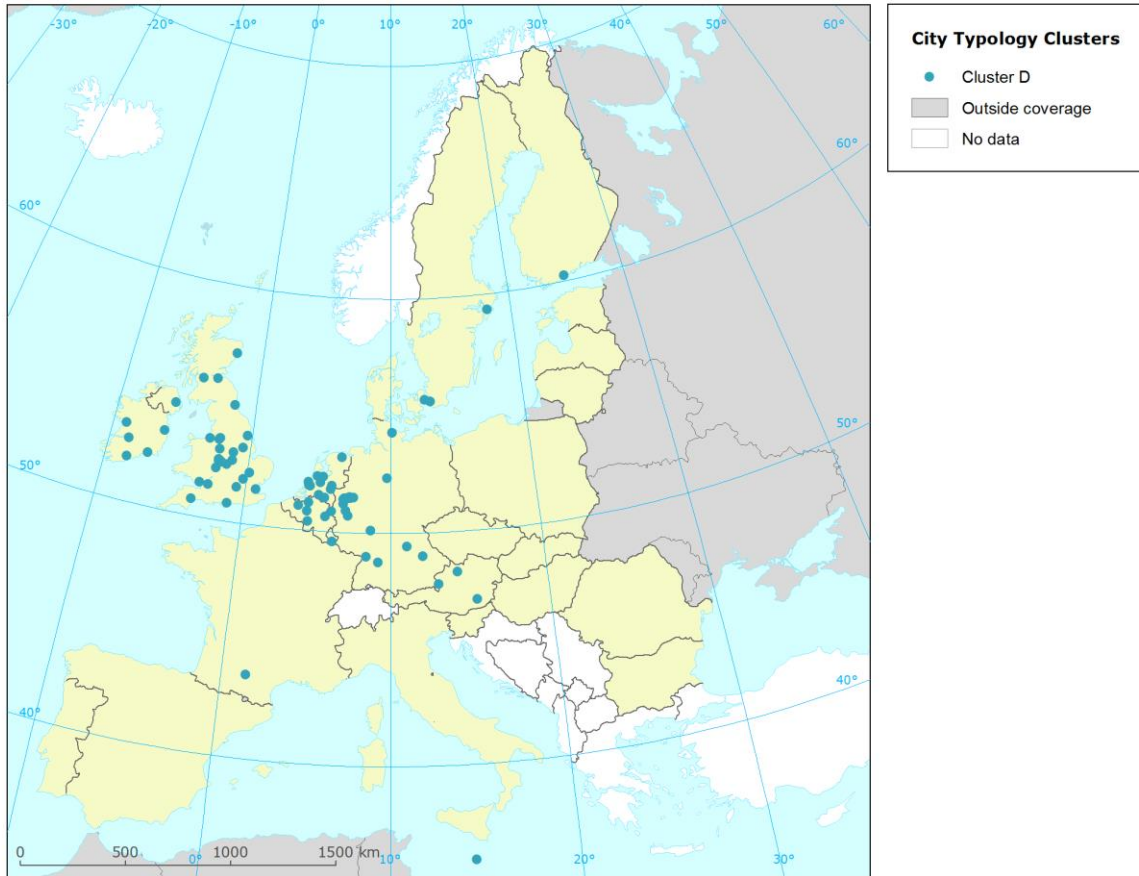 -30° -20° -10° 0° 10° 20° 30° 40° 50° 60°
60°
60°
50°
50°
40°
40°
0 500 1000 1500 km
0° 10° 20° 30°
City Typology Clusters
Cluster D
Outside coverage
No data